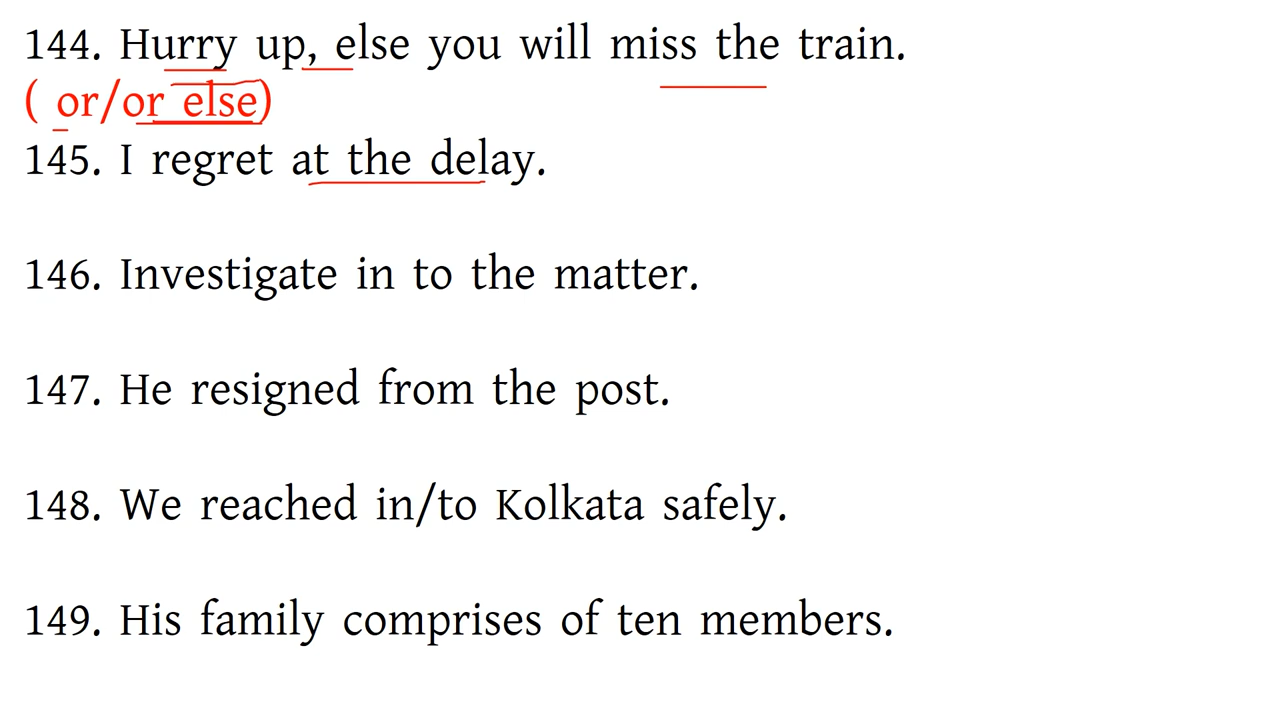 144. Hurry up, else you will miss the train.
( or/or else)
145. I regret at the delay.
146. Investigate in to the matter.
147. He resigned from the post.
148. We reached in/to Kolkata safely.
149. His family comprises of ten members.